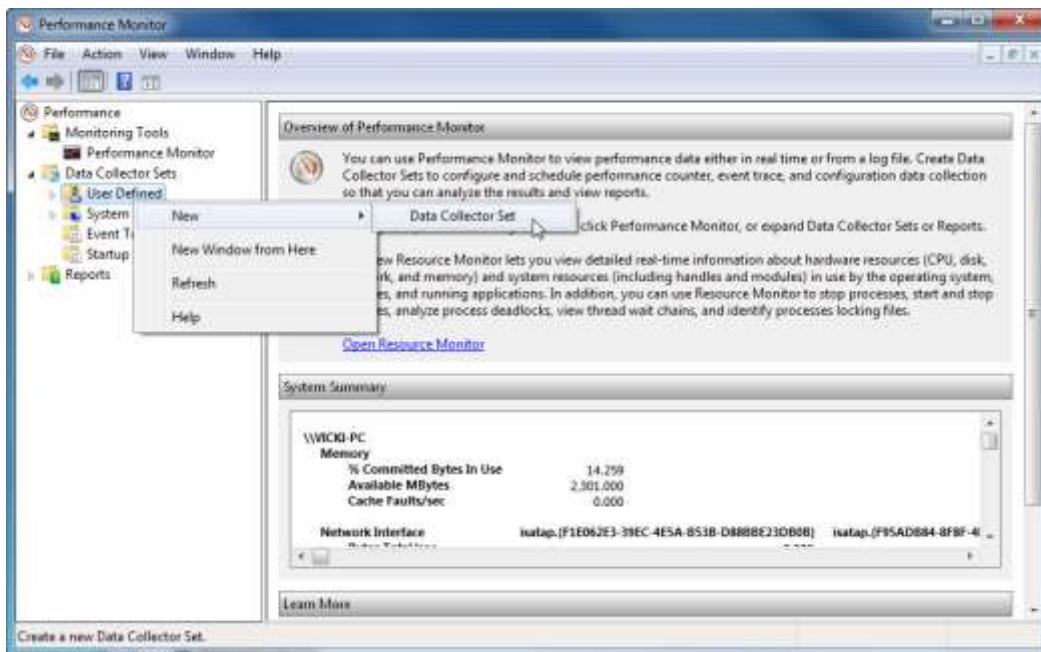 Performance Monitor
File Action View Window Help
Performance
Monitoring Tools
Performance Monitor
Data Collector Sets
User Defined
System
Event T
Startup
Reports
New
New Window from Here
Refresh
Help
Data Collector Set
Overview of Performance Monitor
You can use Performance Monitor to view performance data either in real time or from a log file. Create Data
Collector Sets to configure and schedule performance counter, event trace, and configuration data collection
so that you can analyze the results and view reports.
click Performance Monitor, or expand Data Collector Sets or Reports.
ew Resource Monitor lets you view detailed real-time information about hardware resources (CPU, disk,
rk, and memory) and system resources (including handles and modules) in use by the operating system,
es, and running applications. In addition, you can use Resource Monitor to stop processes, start and stop
es, analyze process deadlocks, view thread wait chains, and identify processes locking files.
Open Resource Monitor
System Summary
\\VICKI-PC
Memory
% Committed Bytes In Use 14.259
Available MBytes 2,301.000
Cache Faults/sec 0.000
Network Interface isatap.{F1E062E3-39EC-4E5A-853B-D88BBE23DB0B} isatap.{F95ADB84-8FBF-4
Learn More
Create a new Data Collector Set.